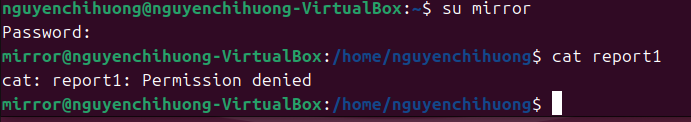 nguyenchihuong@nguyenchihuong-VirtualBox:~$ su mirror
Password:
mirror@nguyenchihuong-VirtualBox:/home/nguyenchihuong$ cat report1
cat: report1: Permission denied
mirror@nguyenchihuong-VirtualBox:/home/nguyenchihuong$